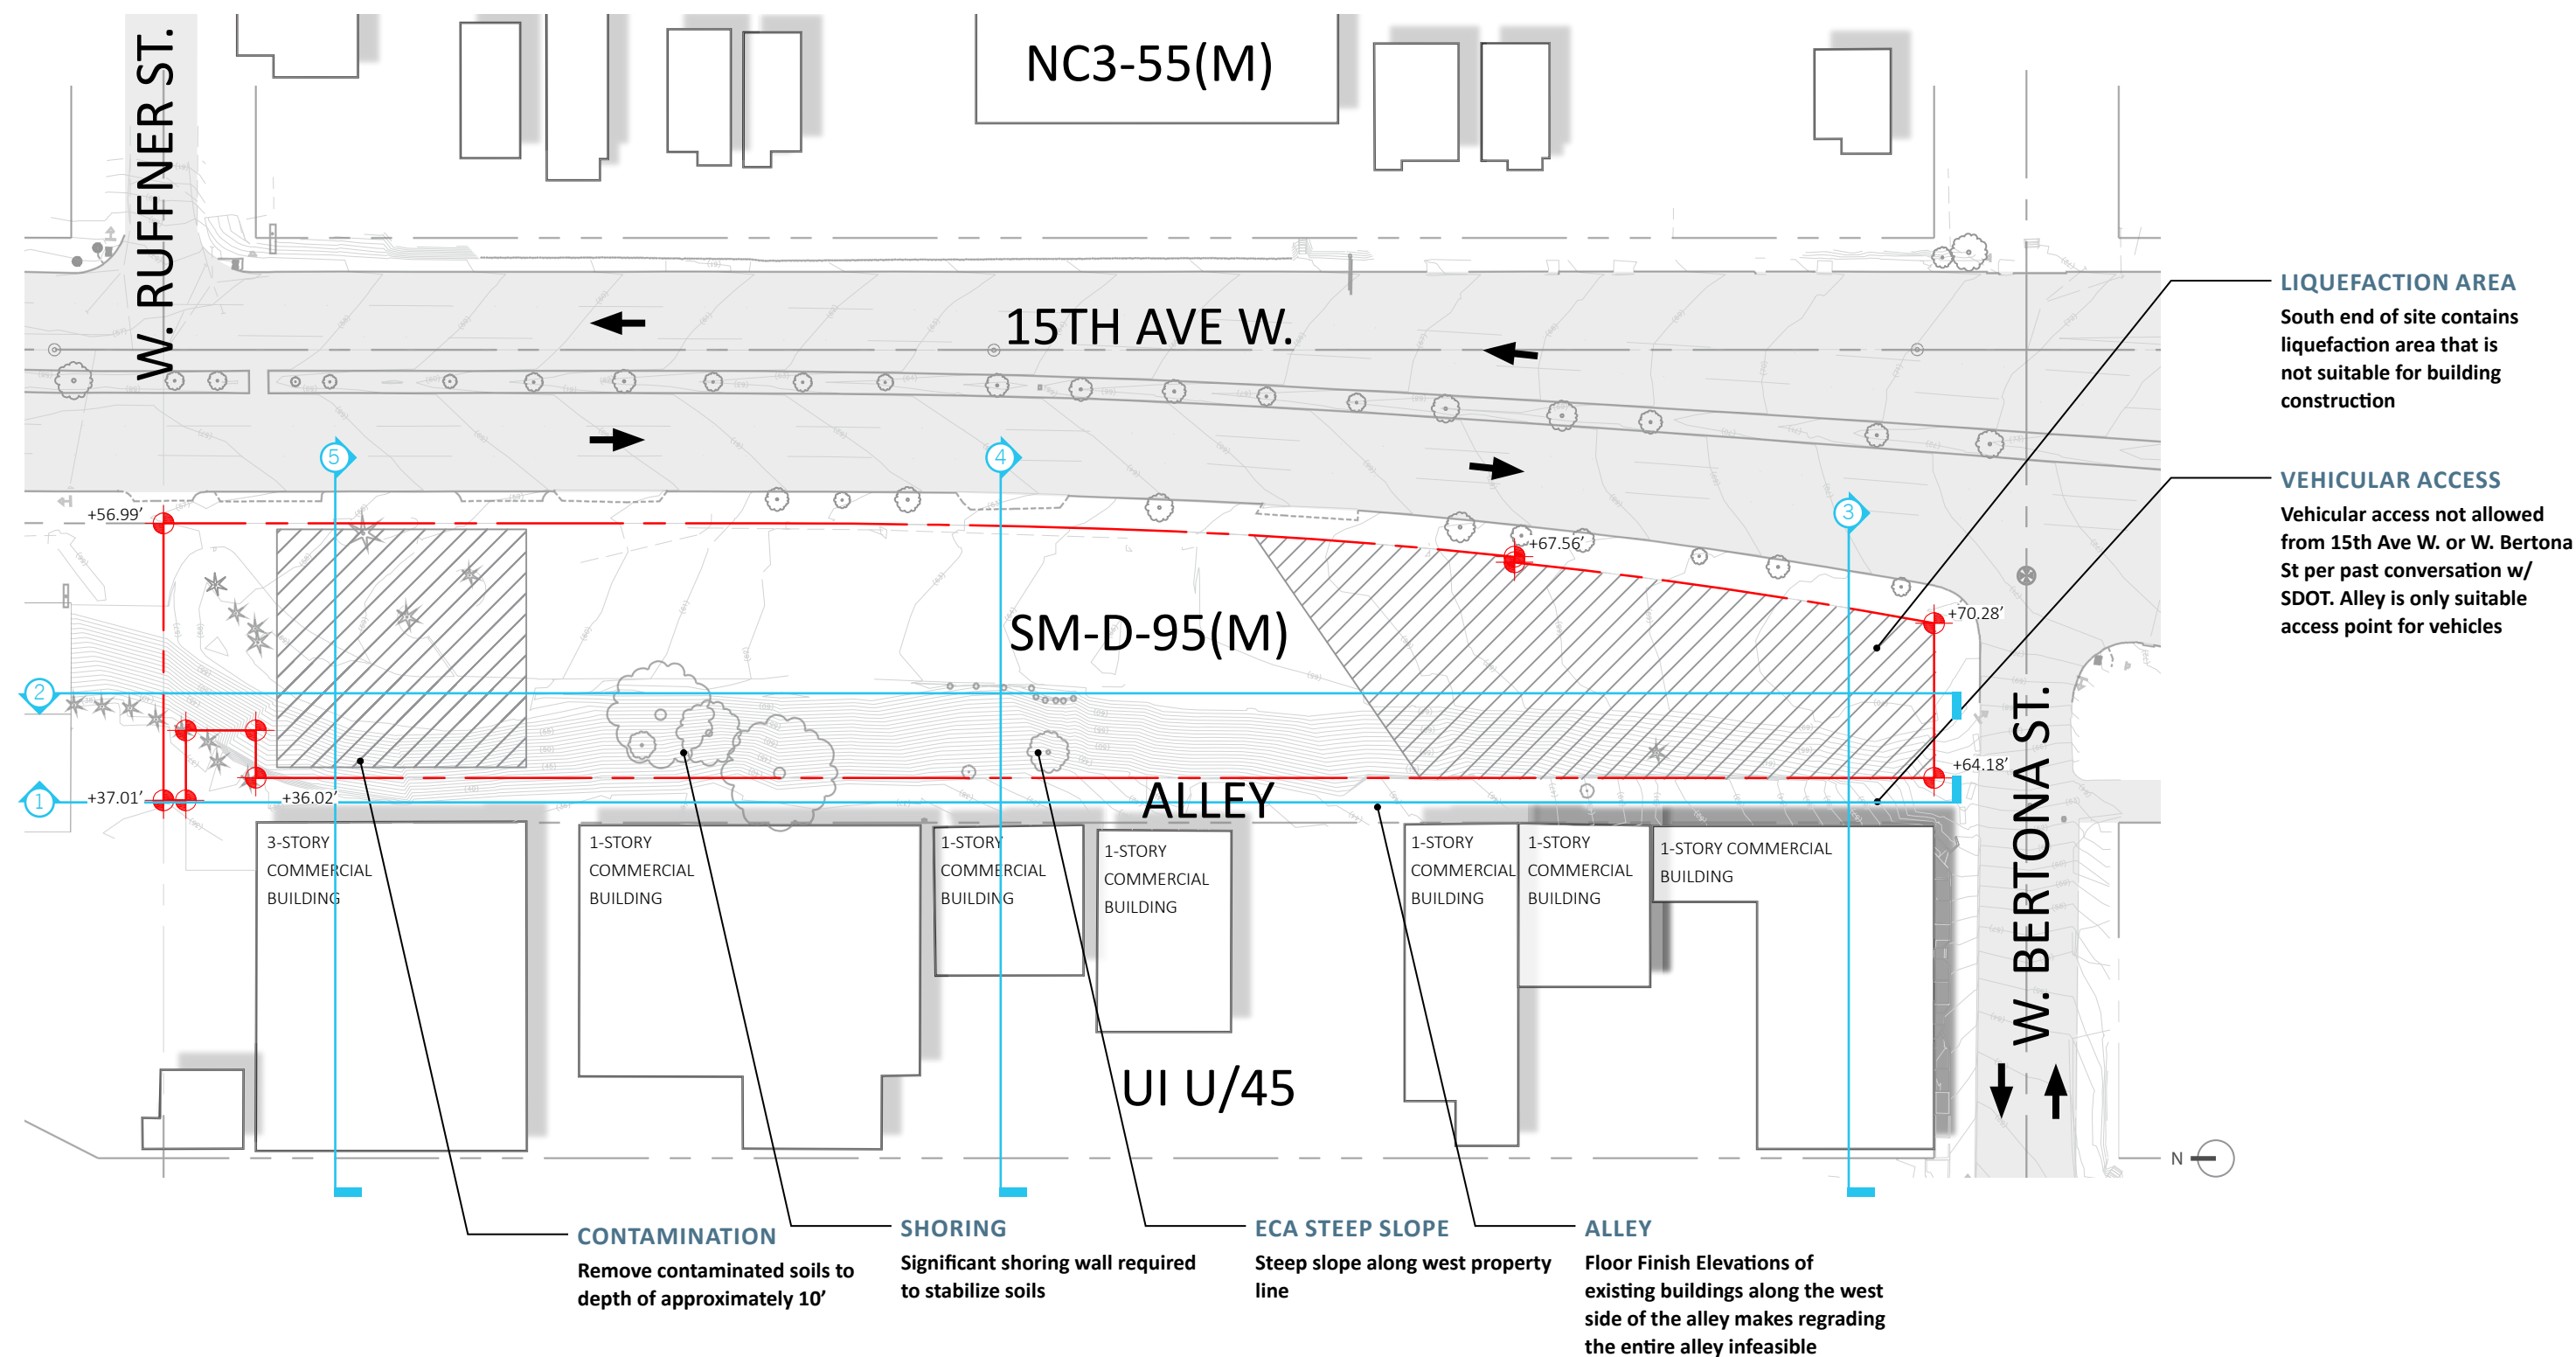 W. RUFFNER ST.
NC3-55(M)
15TH AVE W.
LIQUEFACTION AREA
South end of site contains
liquefaction area that is
not suitable for building
construction
VEHICULAR ACCESS
Vehicular access not allowed
from 15th Ave W. or W. Bertona
St per past conversation w/
SDOT. Alley is only suitable
access point for vehicles
5
4
3
+56.99’
+67.56’
+70.28’
SM-D-95(M)
2
1
+37.01’
+36.02’
+64.18’
ALLEY
W. BERTONA ST.
3-STORY
COMMERCIAL
BUILDING
1-STORY
COMMERCIAL
BUILDING
1-STORY
COMMERCIAL
BUILDING
1-STORY
COMMERCIAL
BUILDING
1-STORY
COMMERCIAL
BUILDING
1-STORY
COMMERCIAL
BUILDING
1-STORY COMMERCIAL
BUILDING
UI U/45
N
CONTAMINATION
Remove contaminated soils to
depth of approximately 10’
SHORING
Significant shoring wall required
to stabilize soils
ECA STEEP SLOPE
Steep slope along west property
line
ALLEY
Floor Finish Elevations of
existing buildings along the west
side of the alley makes regrading
the entire alley infeasible